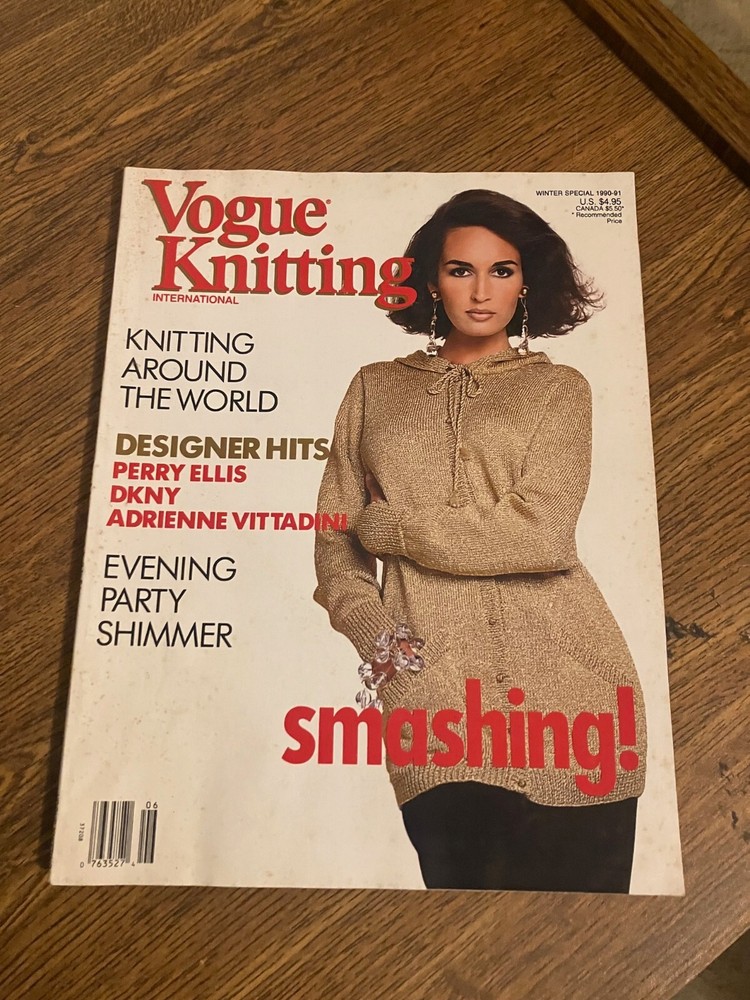 Vogue®
Knitting
INTERNATIONAL
WINTER SPECIAL 1990-91
U.S. $4.95
CANADA $5.50*
* Recommended
Price
KNITTING
AROUND
THE WORLD
DESIGNER HITS
PERRY ELLIS
DKNY
ADRIENNE VITTADINI
EVENING
PARTY
SHIMMER
smashing!
06
0 763527 4